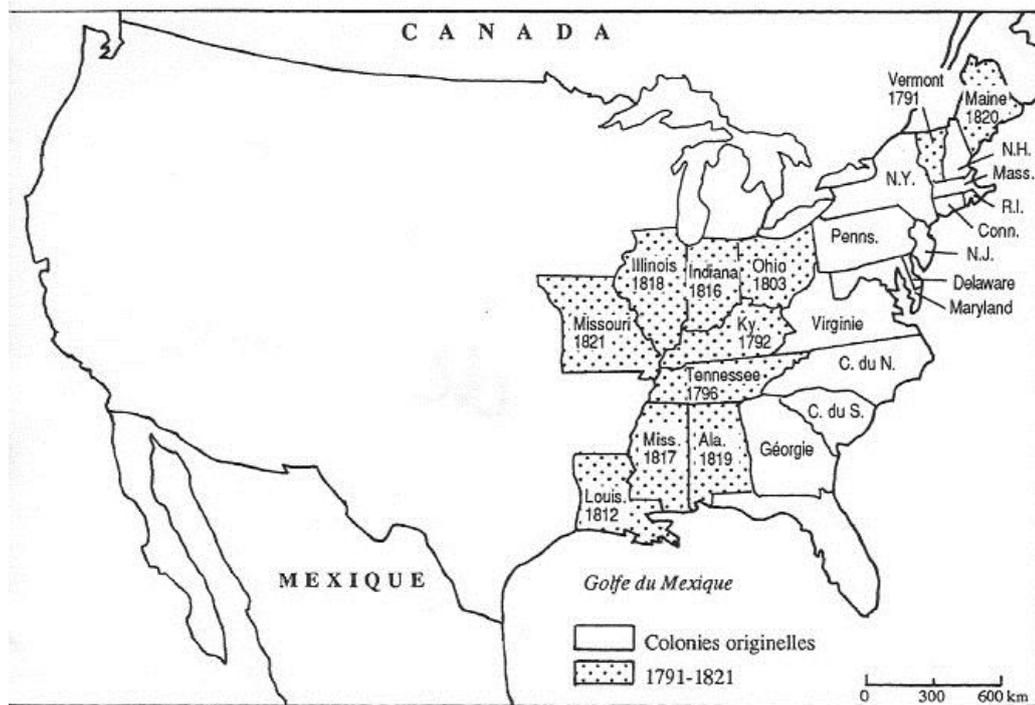 CANADA
Vermont
1791
Maine
1820
N.H.
Mass.
N.Y.
R.I.
Conn.
Penns.
N.J.
Illinois
1818
Indiana
1816
Ohio
1803
Delaware
Maryland
Missouri
1821
Ky.
1792
Virginie
C. du N.
Tennessee
1796
C. du S.
Miss.
1817
Ala.
1819
Géorgie
Louis.
1812
MEXIQUE
Golfe du Mexique
Colonies originelles
1791-1821
0 300 600 km